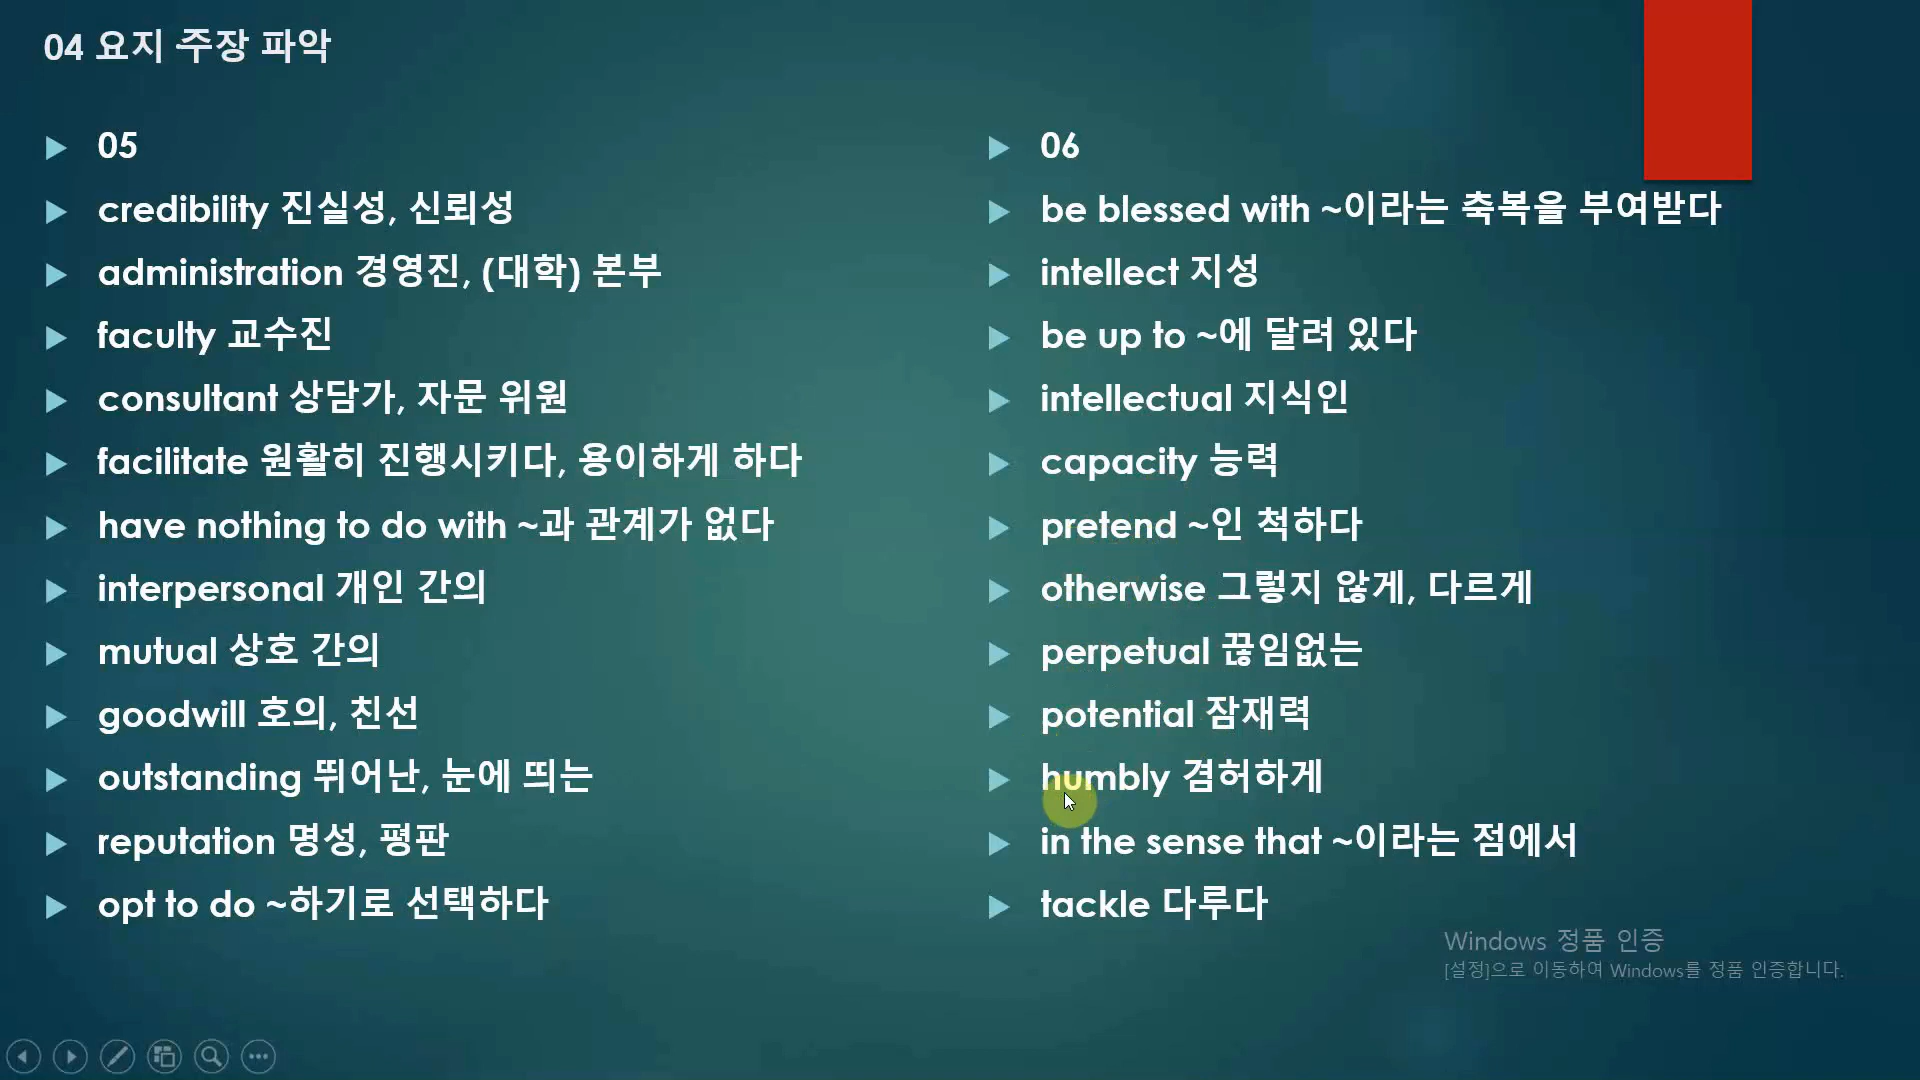 04 요지 주장 파악
05
credibility 진실성, 신뢰성
administration 경영진, (대학) 본부
faculty 교수진
consultant 상담가, 자문 위원
facilitate 원활히 진행시키다, 용이하게 하다
have nothing to do with ~과 관계가 없다
interpersonal 개인 간의
mutual 상호 간의
goodwill 호의, 친선
outstanding 뛰어난, 눈에 띄는
reputation 명성, 평판
opt to do ~하기로 선택하다
06
be blessed with ~이라는 축복을 부여받다
intellect 지성
be up to ~에 달려 있다
intellectual 지식인
capacity 능력
pretend ~인 척하다
otherwise 그렇지 않게, 다르게
perpetual 끊임없는
potential 잠재력
humbly 겸허하게
in the sense that ~이라는 점에서
tackle 다루다
Windows 정품 인증
[설정]으로 이동하여 Windows를 정품 인증합니다.